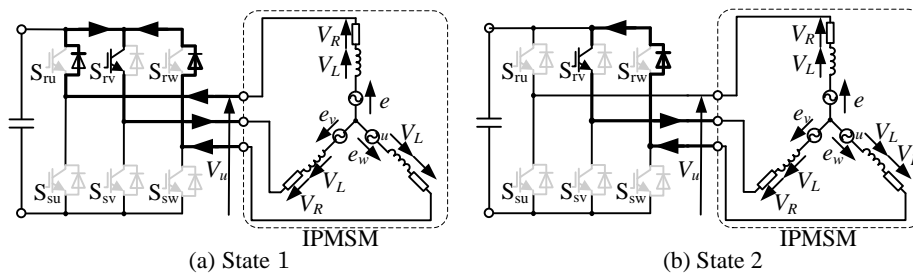 S_ru S_rv S_rw
S_su S_sv S_sw
V_u
V_R
V_L
e
e_v
e_w
u
V_L
V_L
V_R
IPMSM
(a) State 1
S_ru S_rv S_rw
S_su S_sv S_sw
V_u
V_R
V_L
e
e_v
e_w
u
V_L
V_L
V_L
V_R
IPMSM
(b) State 2